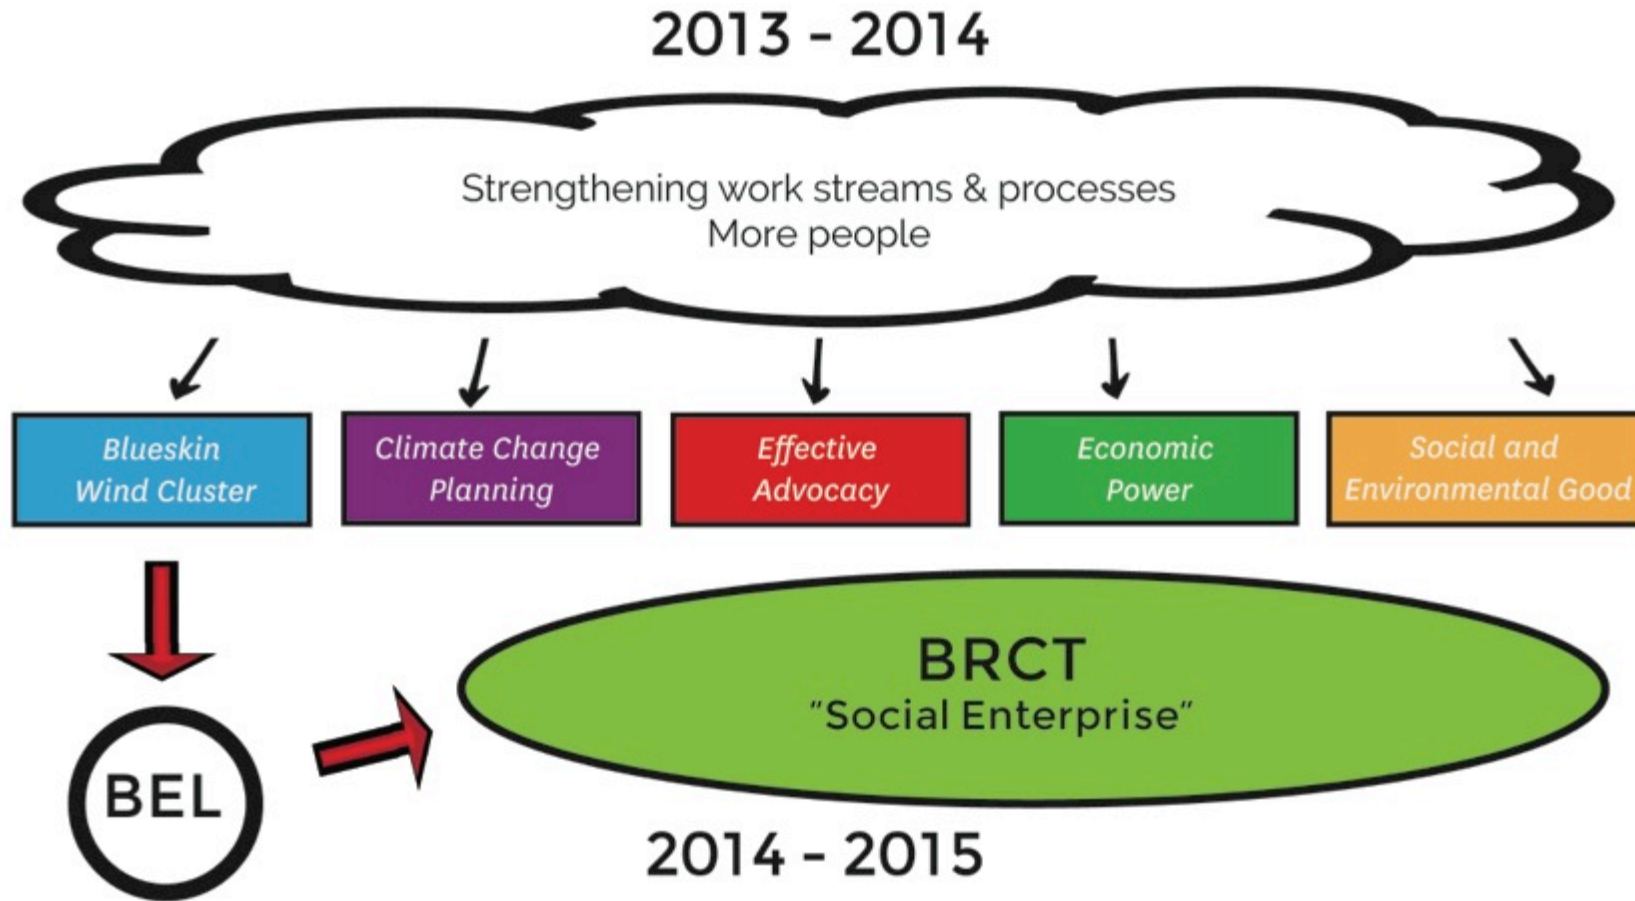 2013 - 2014
Strengthening work streams & processes
More people
Blueskin
Wind Cluster
Climate Change
Planning
Effective
Advocacy
Economic
Power
Social and
Environmental Good
BRCT
"Social Enterprise"
BEL
2014 - 2015